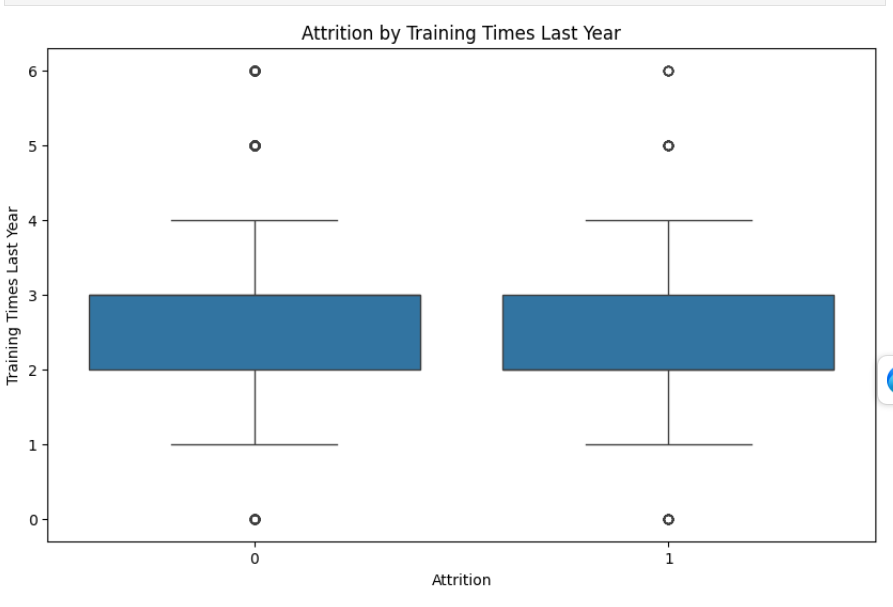 Attrition by Training Times Last Year
6
5
4
3
2
1
0
Training Times Last Year
0 1
Attrition